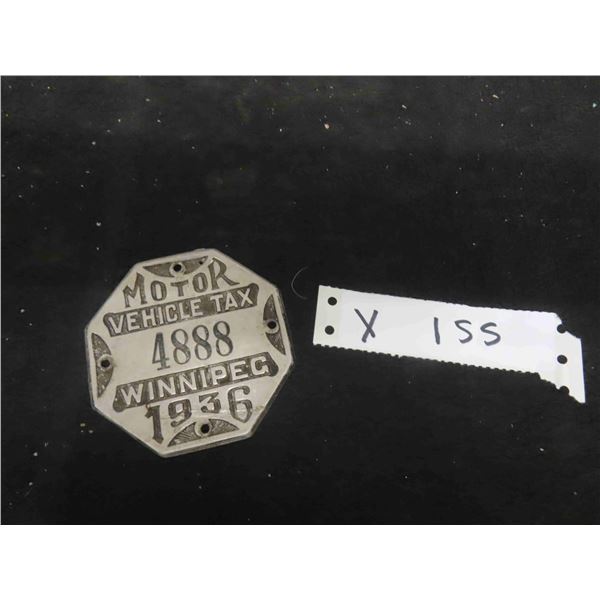 MOTOR
VEHICLE TAX
4888
WINNIPEG
1936
X 155